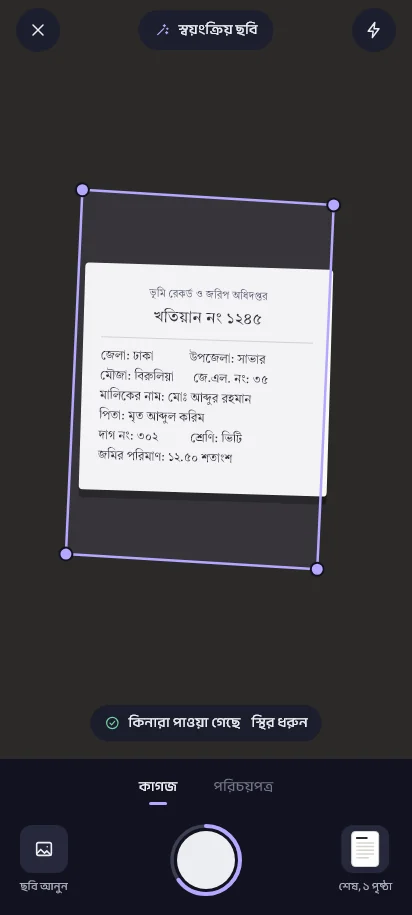 স্বয়ংক্রিয় ছবি
ভূমি রেকর্ড ও জরিপ অধিদপ্তর
খতিয়ান নং ১২৪৫
জেলা: ঢাকা উপজেলা: সাভার
মৌজা: বিরুলিয়া জে.এল. নং: ৩৫
মালিকের নাম: মোঃ আব্দুর রহমান
পিতা: মৃত আব্দুল করিম
দাগ নং: ৩০২ শ্রেণি: ভিটি
জমির পরিমাণ: ১২.৫০ শতাংশ
কিনারা পাওয়া গেছে স্থির ধরুন
কাগজ পরিচয়পত্র
ছবি আনুন শেষ, ১ পৃষ্ঠা